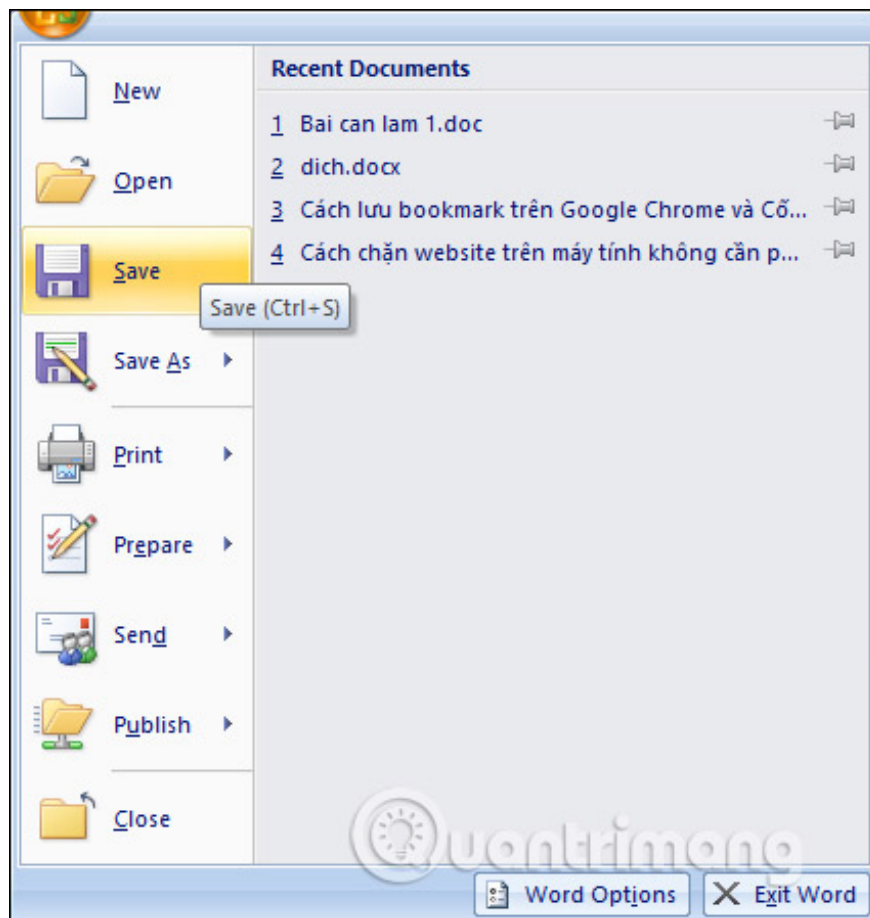 New
Open
Save
Save (Ctrl+S)
Save As
Print
Prepare
Send
Publish
Close
Recent Documents
1 Bai can lam 1.doc
2 dich.docx
3 Cách lưu bookmark trên Google Chrome và Cố...
4 Cách chặn website trên máy tính không cần p...
Quantrimang
Word Options
Exit Word